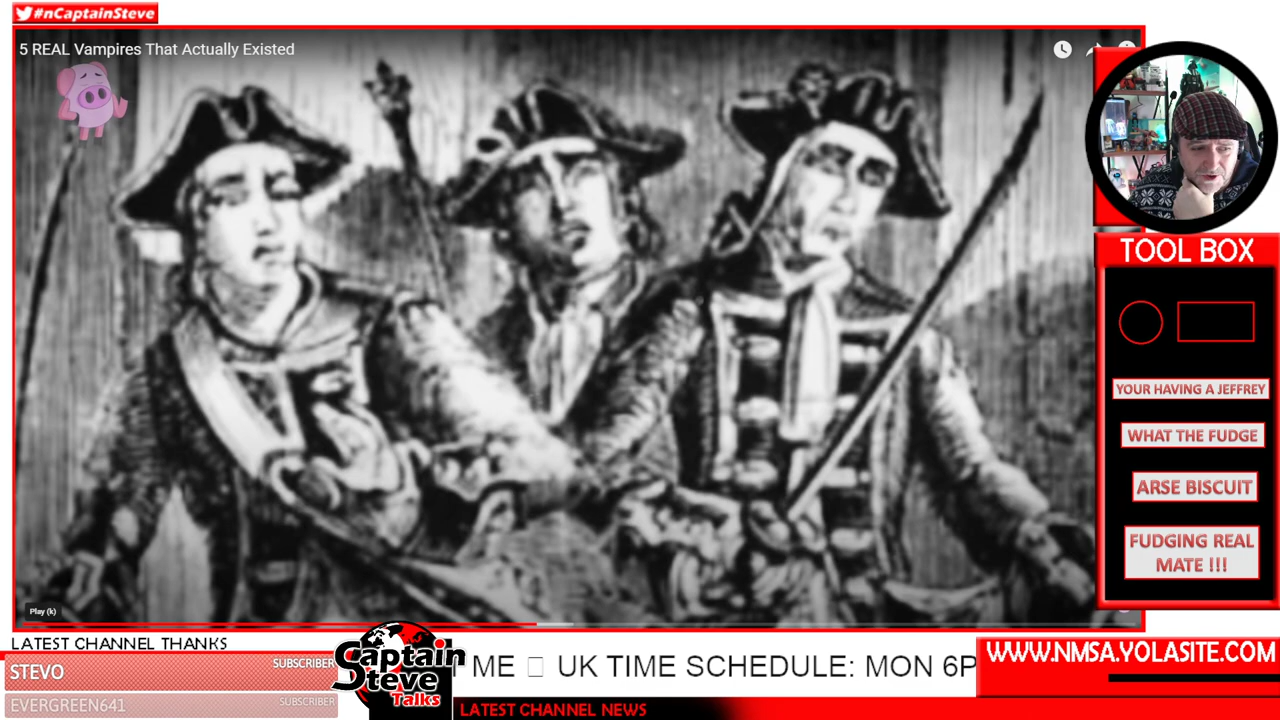 #nCaptainSteve
5 REAL Vampires That Actually Existed
TOOL BOX
YOUR HAVING A JEFFREY
WHAT THE FUDGE
ARSE BISCUIT
FUDGING REAL
MATE !!!
Play (k)
LATEST CHANNEL THANKS
STEVO
SUBSCRIBER
EVERGREEN641
SUBSCRIBER
Captain
Steve
Talks
ME UK TIME SCHEDULE: MON 6P
WWW.NMSA.YOLASITE.COM
LATEST CHANNEL NEWS